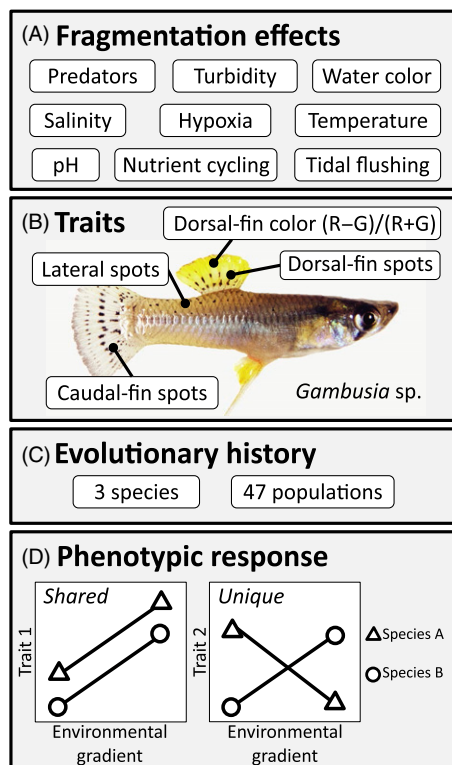 (A) Fragmentation effects
Predators Turbidity Water color
Salinity Hypoxia Temperature
pH Nutrient cycling Tidal flushing
(B) Traits
Dorsal-fin color (R–G)/(R+G)
Lateral spots
Dorsal-fin spots
Caudal-fin spots
Gambusia sp.
(C) Evolutionary history
3 species 47 populations
(D) Phenotypic response
Shared
Trait 1
Environmental
gradient
Unique
Trait 2
Environmental
gradient
Species A
Species B